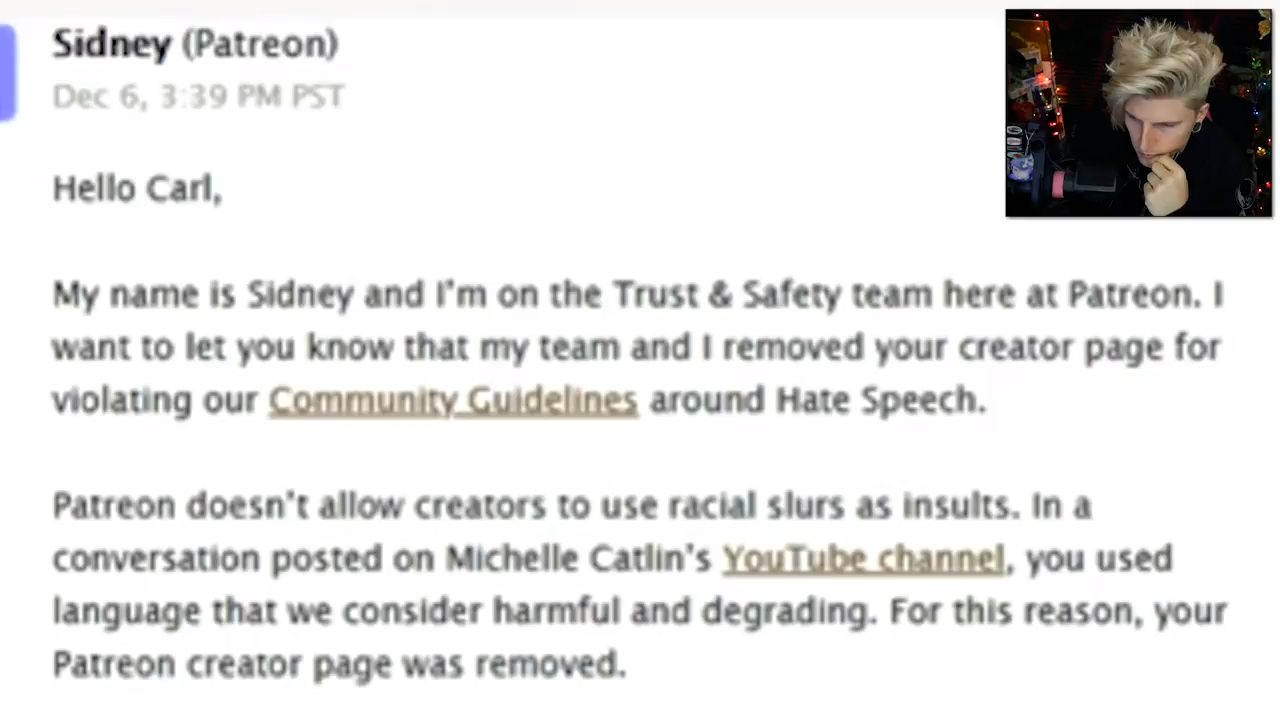 Sidney (Patreon)
Dec 6, 3:39 PM PST
Hello Carl,
My name is Sidney and I'm on the Trust & Safety team here at Patreon. I
want to let you know that my team and I removed your creator page for
violating our Community Guidelines around Hate Speech.
Patreon doesn't allow creators to use racial slurs as insults. In a
conversation posted on Michelle Catlin's YouTube channel, you used
language that we consider harmful and degrading. For this reason, your
Patreon creator page was removed.